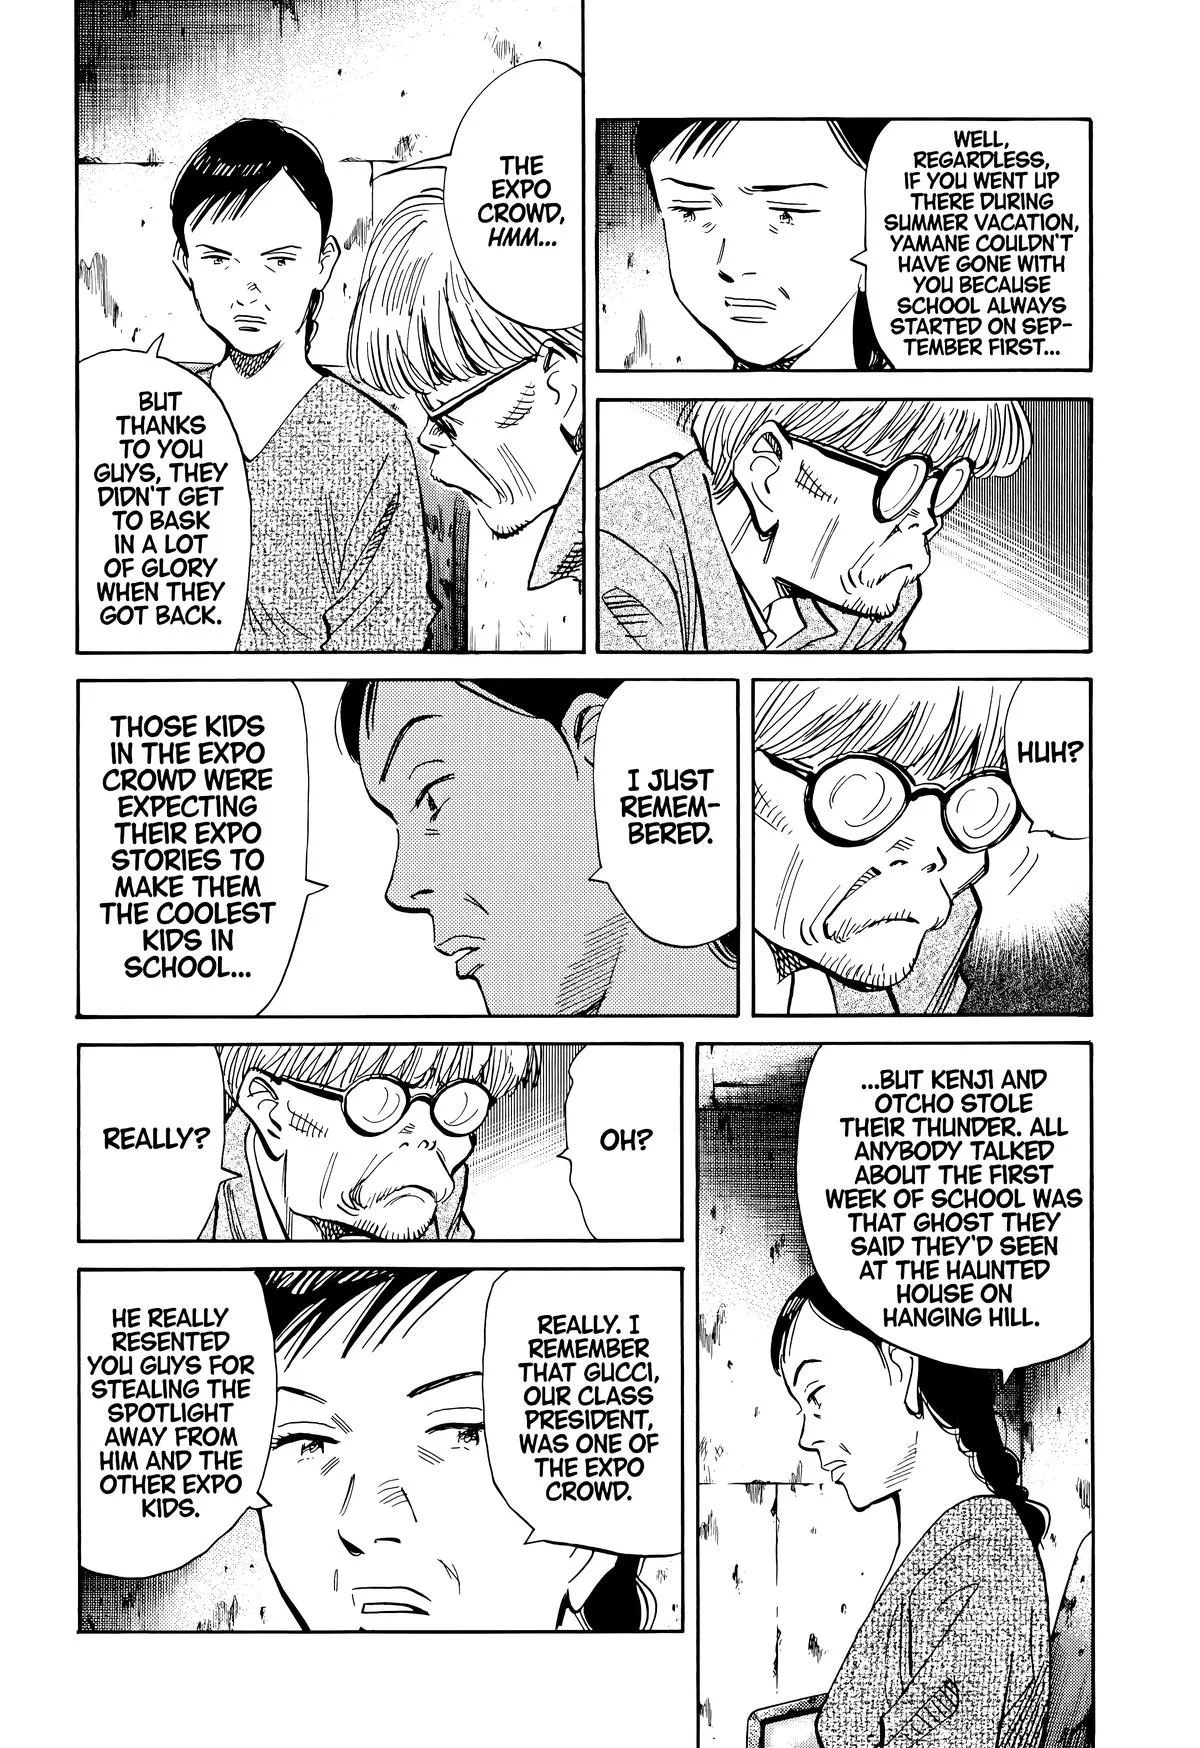 WELL,
REGARDLESS,
IF YOU WENT UP
THERE DURING
SUMMER VACATION,
YAMANE COULDN'T
HAVE GONE WITH
YOU BECAUSE
SCHOOL ALWAYS
STARTED ON SEP-
TEMBER FIRST...
THE
EXPO
CROWD,
HMM...
BUT
THANKS
TO YOU
GUYS, THEY
DIDN'T GET
TO BASK
IN A LOT
OF GLORY
WHEN THEY
GOT BACK.
HUH?
I JUST
REMEM-
BERED.
THOSE KIDS
IN THE EXPO
CROWD WERE
EXPECTING
THEIR EXPO
STORIES TO
MAKE THEM
THE COOLEST
KIDS IN
SCHOOL...
...BUT KENJI AND
OTCHO STOLE
THEIR THUNDER. ALL
ANYBODY TALKED
ABOUT THE FIRST
WEEK OF SCHOOL WAS
THAT GHOST THEY
SAID THEY'D SEEN
AT THE HAUNTED
HOUSE ON
HANGING HILL.
OH?
REALLY?
REALLY. I
REMEMBER
THAT GUCCI,
OUR CLASS
PRESIDENT,
WAS ONE OF
THE EXPO
CROWD.
HE REALLY
RESENTED
YOU GUYS FOR
STEALING THE
SPOTLIGHT
AWAY FROM
HIM AND THE
OTHER EXPO
KIDS.